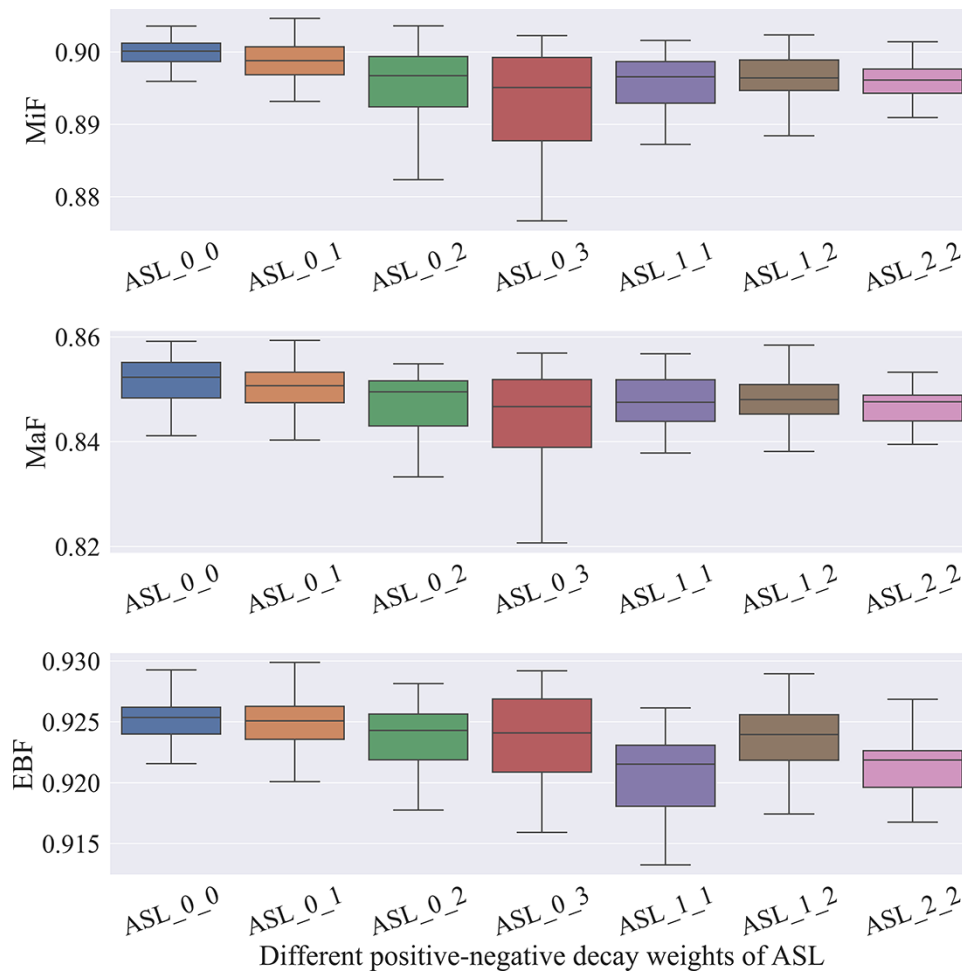 0.90
0.89
0.88
MiF
ASL_0_0 ASL_0_1 ASL_0_2 ASL_0_3 ASL_1_1 ASL_1_2 ASL_2_2
0.86
0.84
0.82
MaF
ASL_0_0 ASL_0_1 ASL_0_2 ASL_0_3 ASL_1_1 ASL_1_2 ASL_2_2
0.930
0.925
0.920
0.915
EBF
ASL_0_0 ASL_0_1 ASL_0_2 ASL_0_3 ASL_1_1 ASL_1_2 ASL_2_2
Different positive-negative decay weights of ASL